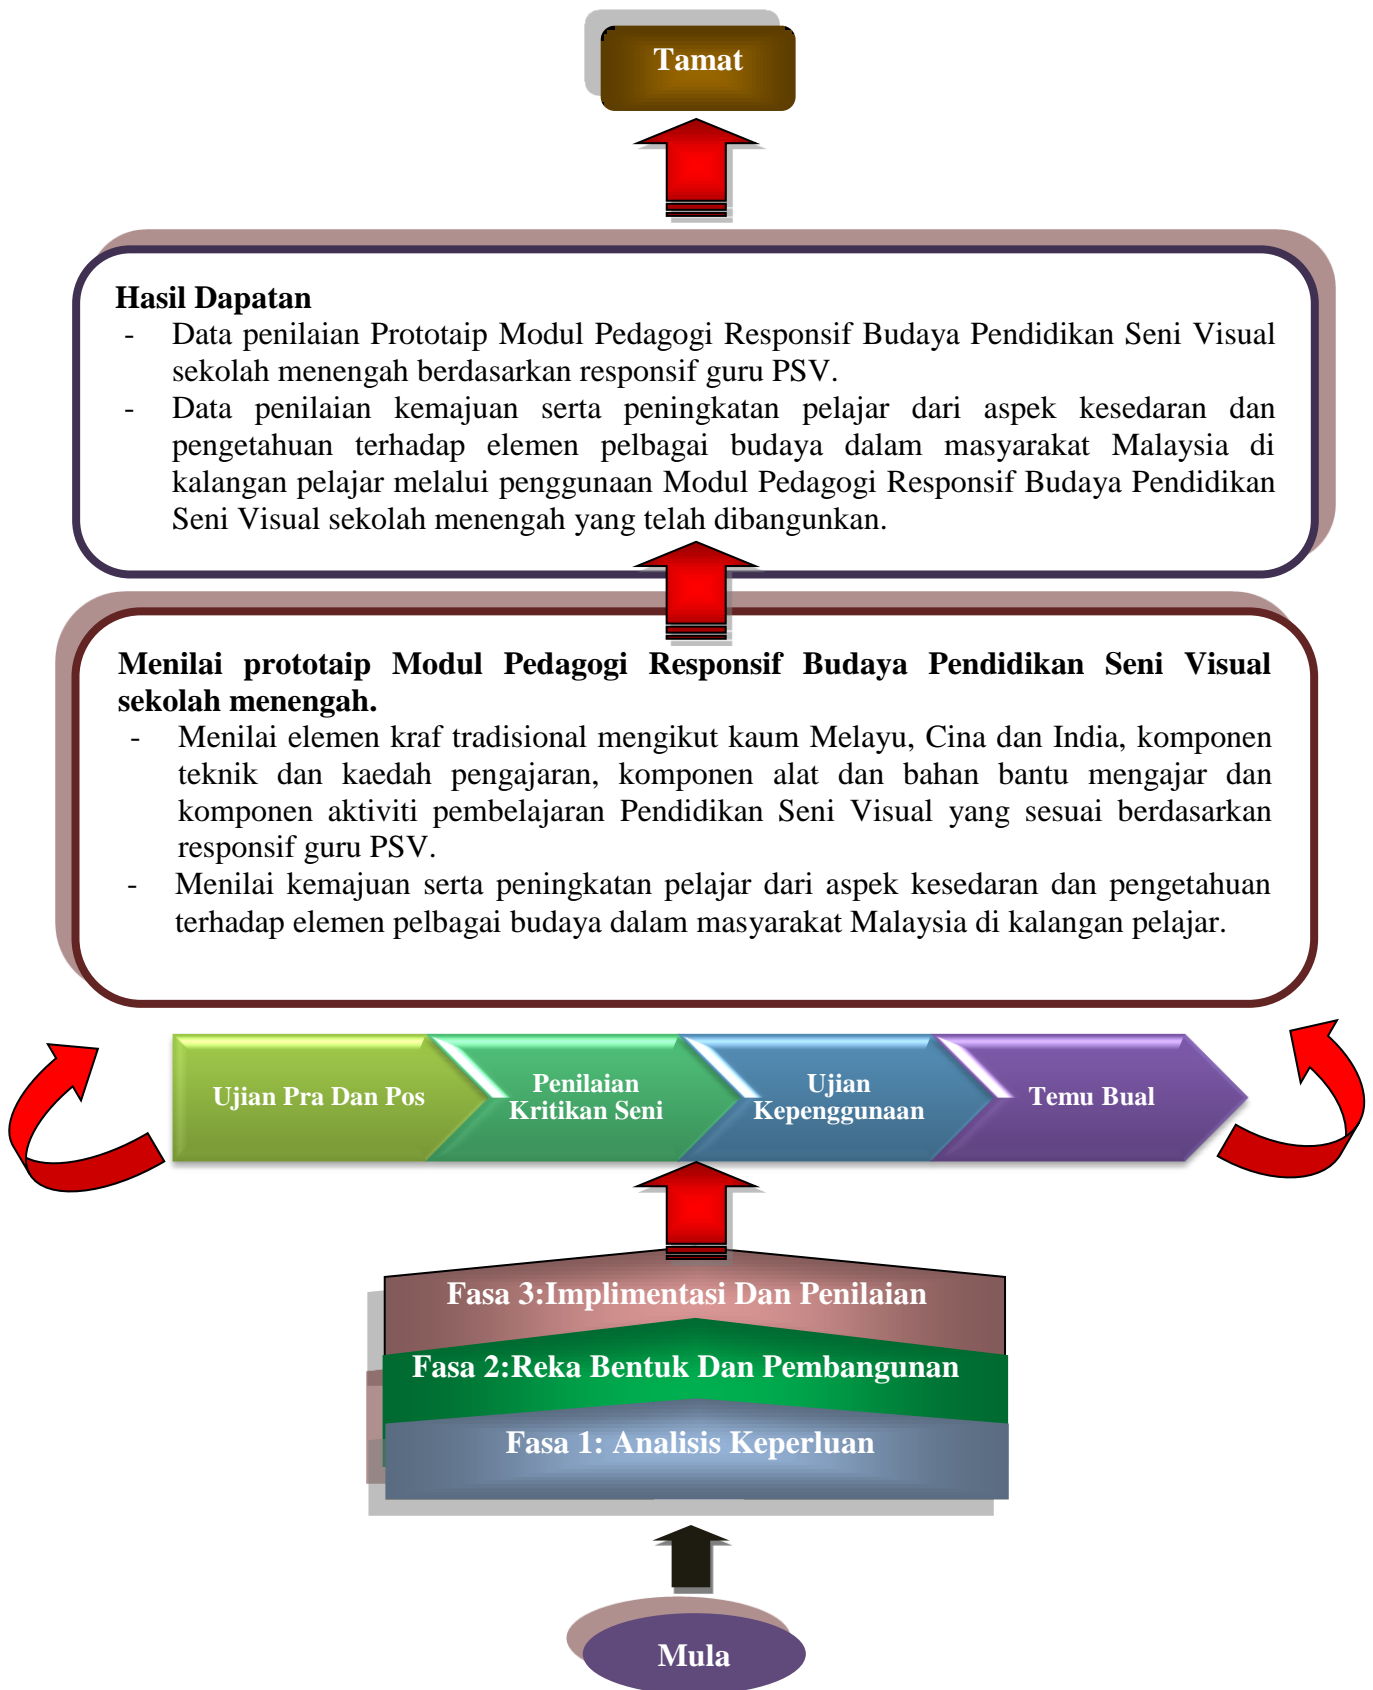 Tamat
Hasil Dapatan
- Data penilaian Prototaip Modul Pedagogi Responsif Budaya Pendidikan Seni Visual
sekolah menengah berdasarkan responsif guru PSV.
- Data penilaian kemajuan serta peningkatan pelajar dari aspek kesedaran dan
pengetahuan terhadap elemen pelbagai budaya dalam masyarakat Malaysia di
kalangan pelajar melalui penggunaan Modul Pedagogi Responsif Budaya Pendidikan
Seni Visual sekolah menengah yang telah dibangunkan.
Menilai prototaip Modul Pedagogi Responsif Budaya Pendidikan Seni Visual
sekolah menengah.
- Menilai elemen kraf tradisional mengikut kaum Melayu, Cina dan India, komponen
teknik dan kaedah pengajaran, komponen alat dan bahan bantu mengajar dan
komponen aktiviti pembelajaran Pendidikan Seni Visual yang sesuai berdasarkan
responsif guru PSV.
- Menilai kemajuan serta peningkatan pelajar dari aspek kesedaran dan pengetahuan
terhadap elemen pelbagai budaya dalam masyarakat Malaysia di kalangan pelajar.
Ujian Pra Dan Pos
Penilaian
Kritikan Seni
Ujian
Kepenggunaan
Temu Bual
Fasa 3:Implimentasi Dan Penilaian
Fasa 2:Reka Bentuk Dan Pembangunan
Fasa 1: Analisis Keperluan
Mula